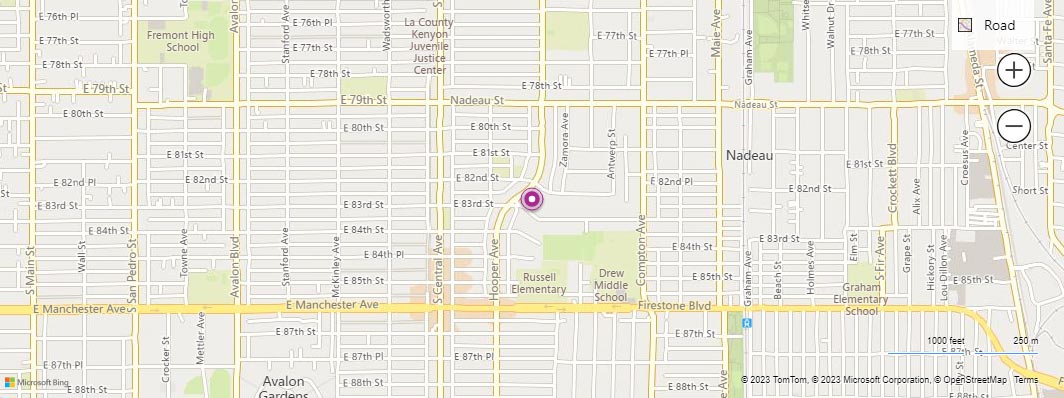 E 76th Pl
Avalon
Stanford Ave
Wadsworth
La County
Kenyon
Juvenile
Justice
Center
Fremont High
School
E 76th St
E 77th St
E 77th St
E 77th St
E 77th Pl
Maie Ave
Graham Ave
Walnut Dr
Road
Santa Fe Ave
E 78th St
E 78th St
E 78th St
E 79th St
E 79th St
Nadeau St
Nadeau St
E 80th St
E 80th St
E 80th St
E 81st St
E 81st St
Zamora Ave
Antwerp St
Nadeau
Center St
Croesus Ave
Crockett Blvd
E 82nd Pl
E 82nd St
E 82nd St
E 82nd Pl
E 82nd St
Alix Ave
Short St
E 83rd St
E 83rd St
E 83rd St
E 83rd St
E 84th St
E 84th St
E 84th St
E 84th Pl
S Main St
Wall St
San Pedro St
Towne Ave
Avalon Blvd
Stanford Ave
McKinley Ave
S Central Ave
Hooper Ave
Compton Ave
Graham Ave
Beach St
Holmes Ave
Elm St
S Fir Ave
Grape St
Hickory St
Lou Dillon Ave
E 85th St
E 85th St
E 85th St
Russell
Elementary
Drew
Middle
School
Graham
Elementary
School
E Manchester Ave
E Manchester Ave
Firestone Blvd
E 87th St
E 87th St
E 87th St
Crocker St
Mettler Ave
E 87th Pl
E 87th Pl
E 87th Pl
E 88th St
E 88th St
E 88th St
E 88th St
Avalon
Gardens
1000 feet
250 m
Microsoft Bing
© 2023 TomTom, © 2023 Microsoft Corporation, © OpenStreetMap Terms